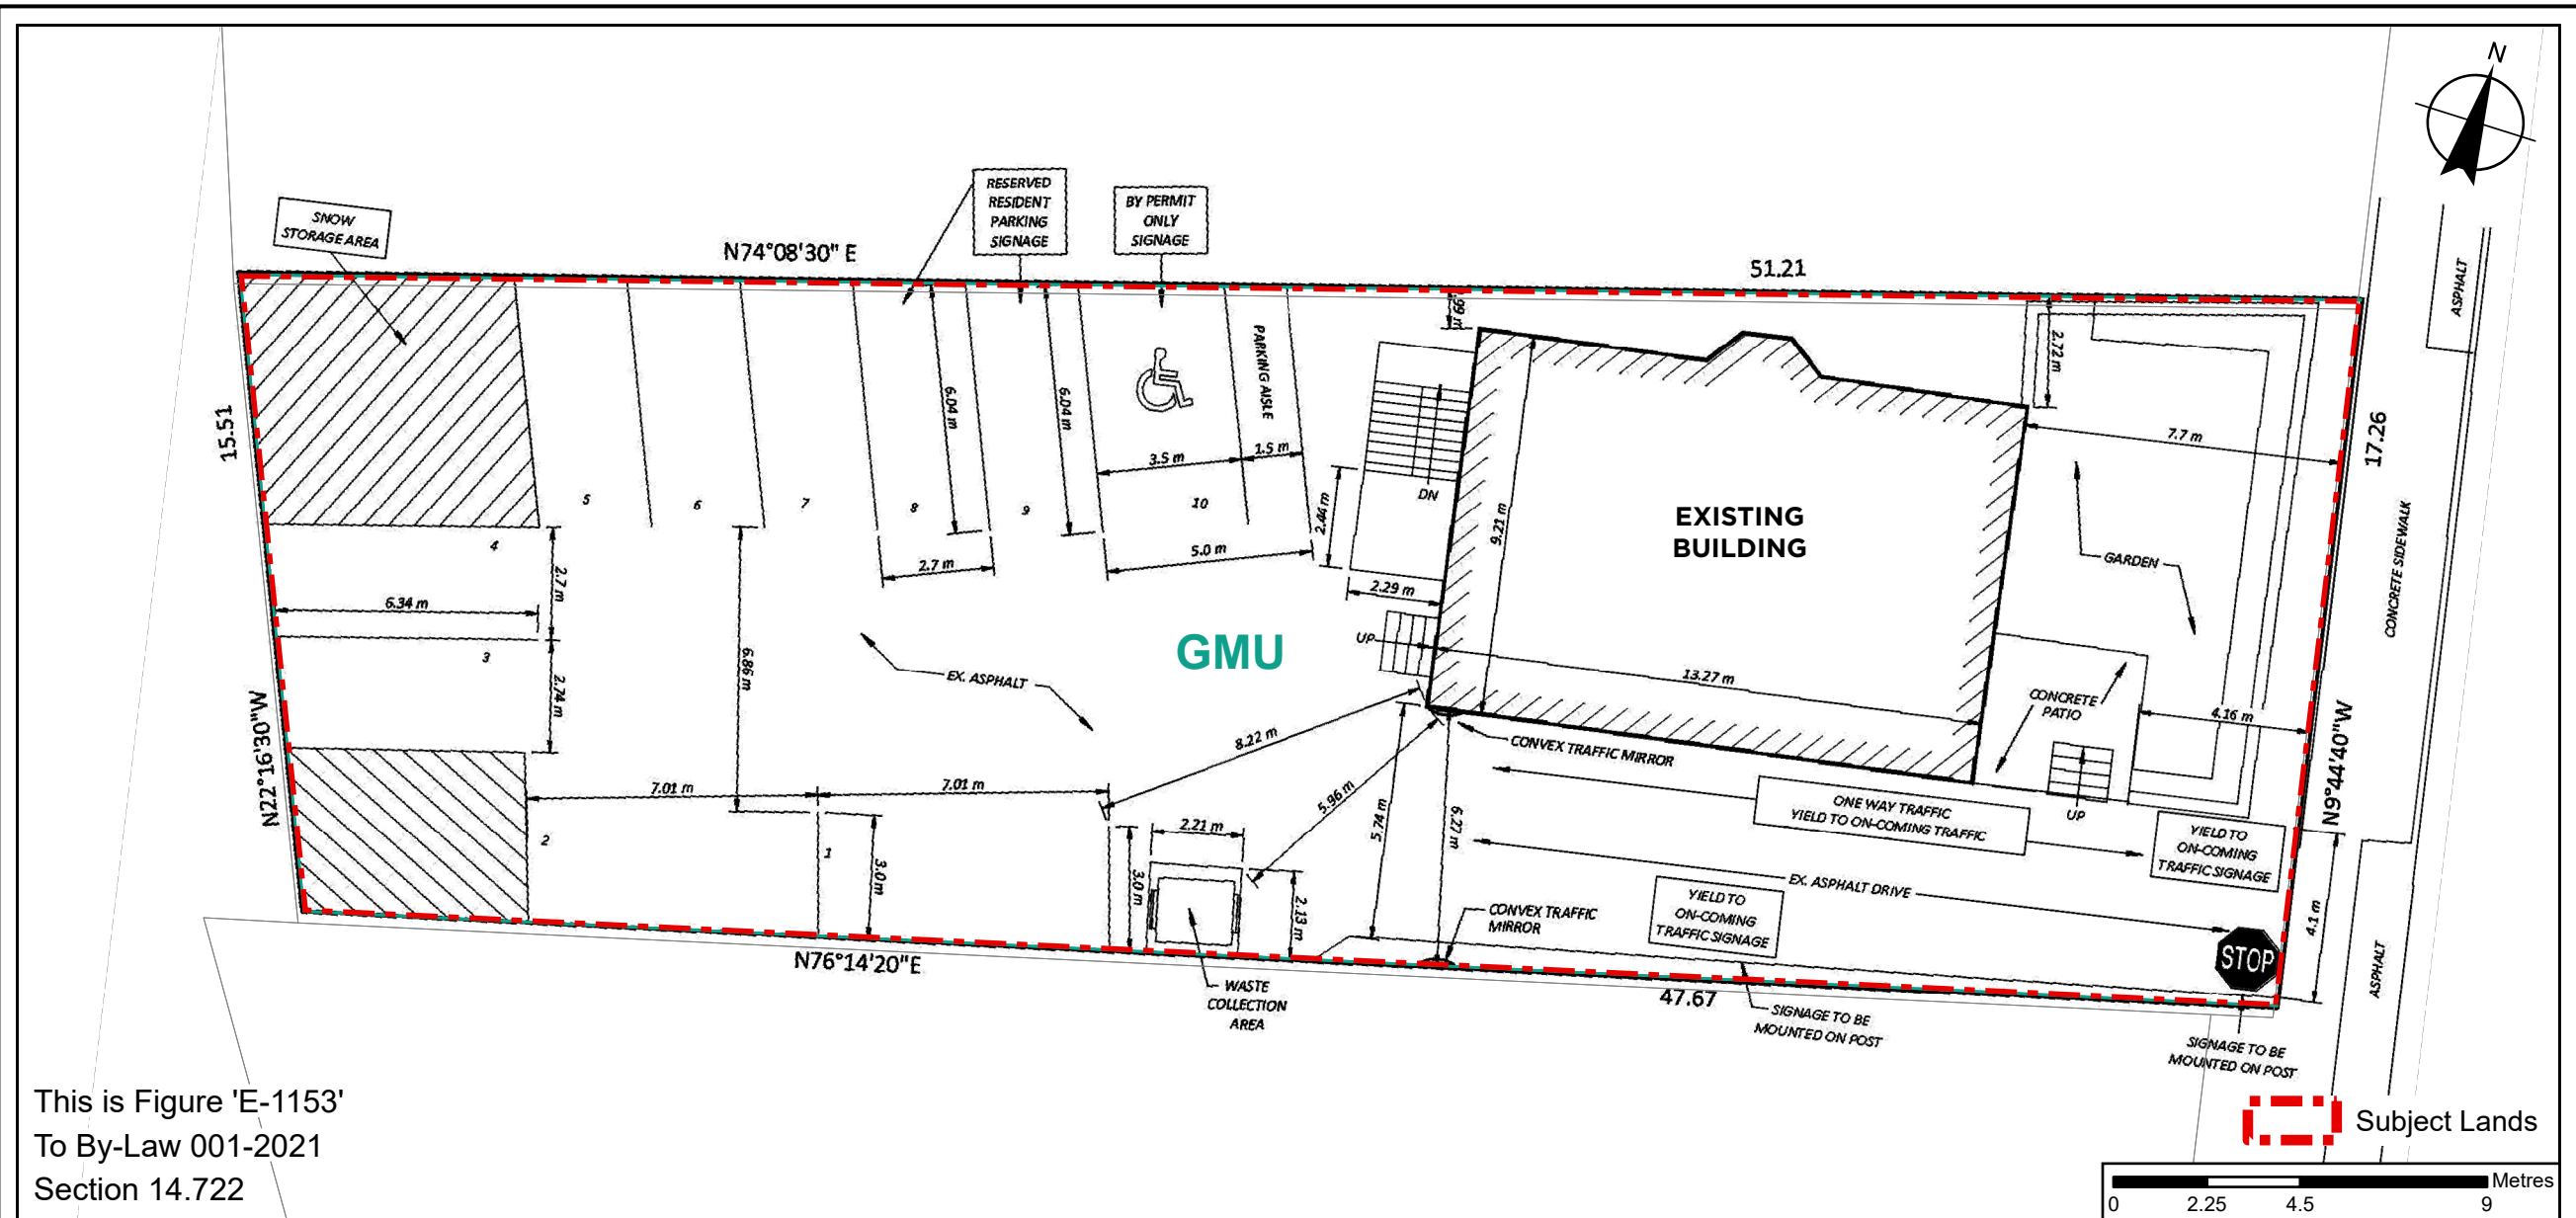 N
SNOW
STORAGE AREA
RESERVED
RESIDENT
PARKING
SIGNAGE
BY PERMIT
ONLY
SIGNAGE
N74°08'30" E
51.21
ASPHALT
.99 m
2.72 m
PARKING AISLE
15.51
6.04 m
6.04 m
3.5 m
1.5 m
7.7 m
17.26
5
6
7
8
9
10
DN
2.44 m
9.21 m
EXISTING
BUILDING
4
2.7 m
2.7 m
5.0 m
GARDEN
CONCRETE SIDEWALK
6.34 m
2.29 m
3
UP
GMU
6.86 m
2.74 m
EX. ASPHALT
13.27 m
CONCRETE
PATIO
4.16 m
N22°16'30"W
8.22 m
CONVEX TRAFFIC MIRROR
N9°44'40"W
7.01 m
7.01 m
5.96 m
5.74 m
6.27 m
ONE WAY TRAFFIC
YIELD TO ON-COMING TRAFFIC
UP
YIELD TO
ON-COMING
TRAFFIC SIGNAGE
2
1
3.0m
3.0 m
2.21 m
2.13 m
EX. ASPHALT DRIVE
YIELD TO
ON-COMING
TRAFFIC SIGNAGE
CONVEX TRAFFIC
MIRROR
4.1 m
STOP
ASPHALT
N76°14'20"E
WASTE
COLLECTION
AREA
47.67
SIGNAGE TO BE
MOUNTED ON POST
SIGNAGE TO BE
MOUNTED ON POST
This is Figure 'E-1153'
To By-Law 001-2021
Section 14.722
Subject Lands
Metres
0 2.25 4.5 9